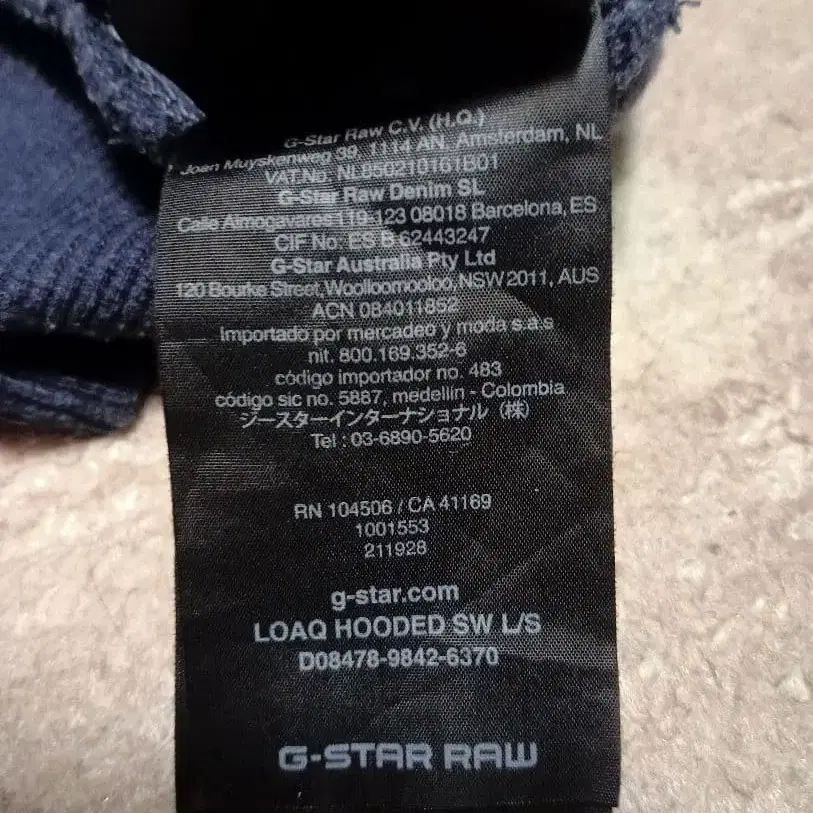 G-Star Raw C.V. (H.Q.)
Joan Muyskenweg 39, 1114 AN, Amsterdam, NL
VAT.No. NL850210161B01
G-Star Raw Denim SL
Calle Almogavares 119-123 08018 Barcelona, ES
CIF No: ES B 62443247
G-Star Australia Pty Ltd
120 Bourke Street, Woolloomooloo, NSW 2011, AUS
ACN 084011852
Importado por mercadeo y moda s.a.s
nit. 800.169.352-6
código importador no. 483
código sic no. 5887, medellin - Colombia
ジースターインターナショナル (株)
Tel : 03-6890-5620
RN 104506 / CA 41169
1001553
211928
g-star.com
LOAQ HOODED SW L/S
D08478-9842-6370
G-STAR RAW